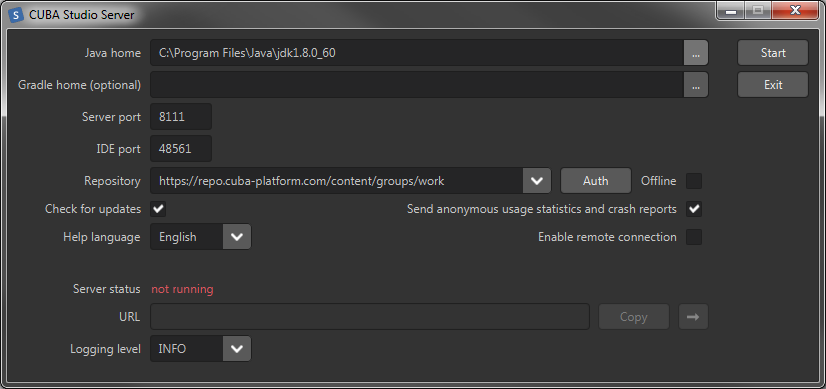 CUBA Studio Server
Java home C:\Program Files\Java\jdk1.8.0_60 ... Start
Gradle home (optional) ... Exit
Server port 8111
IDE port 48561
Repository https://repo.cuba-platform.com/content/groups/work Auth Offline
Check for updates Send anonymous usage statistics and crash reports
Help language English Enable remote connection
Server status not running
URL Copy
Logging level INFO